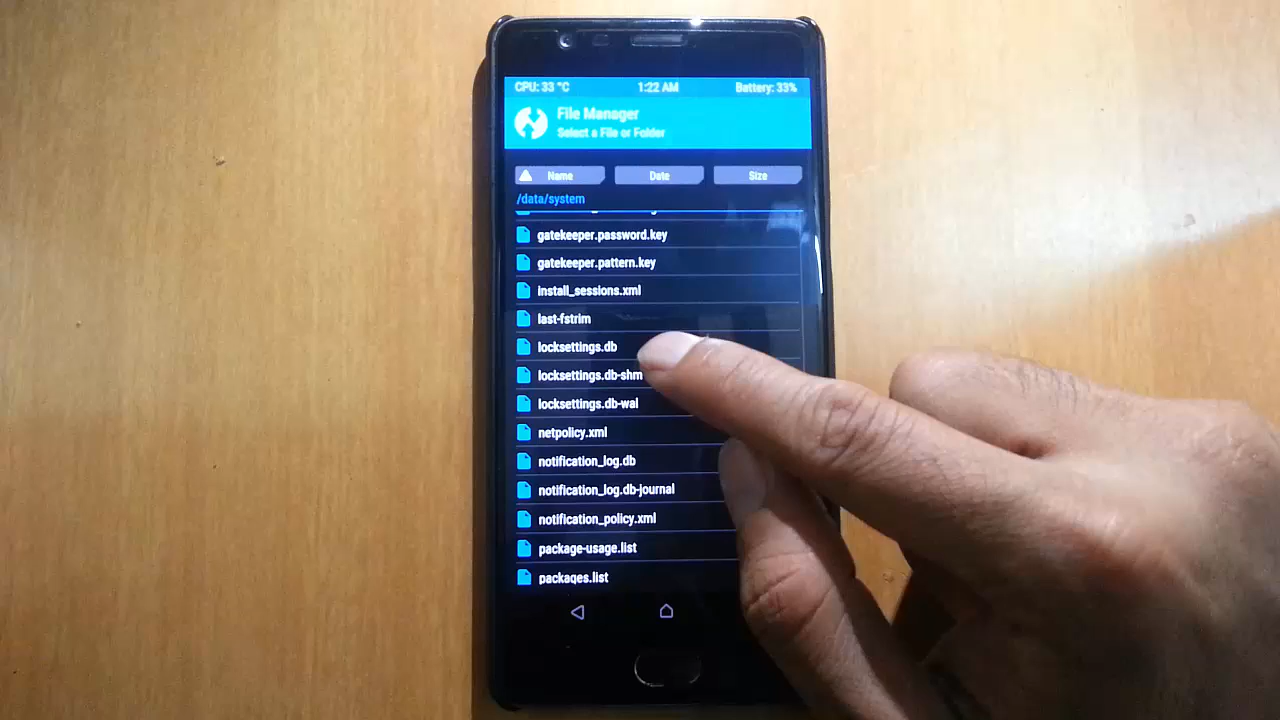 CPU: 33 °C 1:22 AM Battery: 33%
File Manager
Select a File or Folder
Name Date Size
/data/system
gatekeeper.password.key
gatekeeper.pattern.key
install_sessions.xml
last-fstrim
locksettings.db
locksettings.db-shm
locksettings.db-wal
netpolicy.xml
notification_log.db
notification_log.db-journal
notification_policy.xml
package-usage.list
packages.list